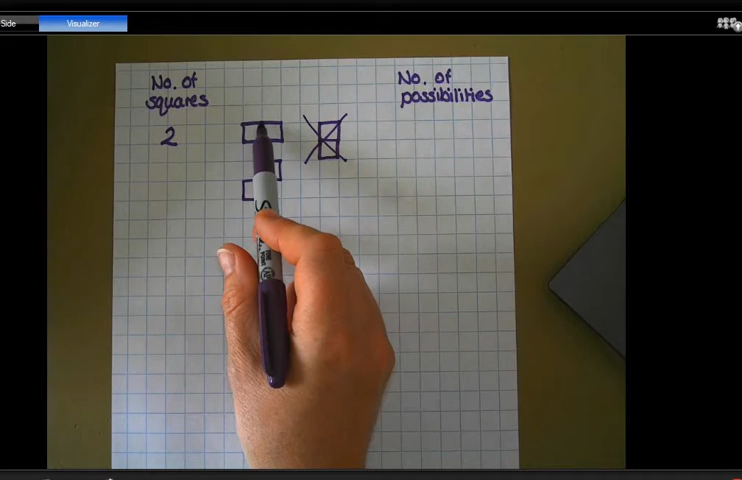 Side
Visualizer
No. of
squares
No. of
possibilities
2